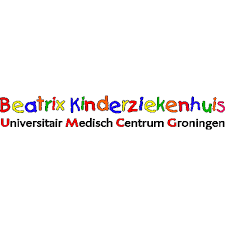 Beatrix Kinderziekenhuis
Universitair Medisch Centrum Groningen